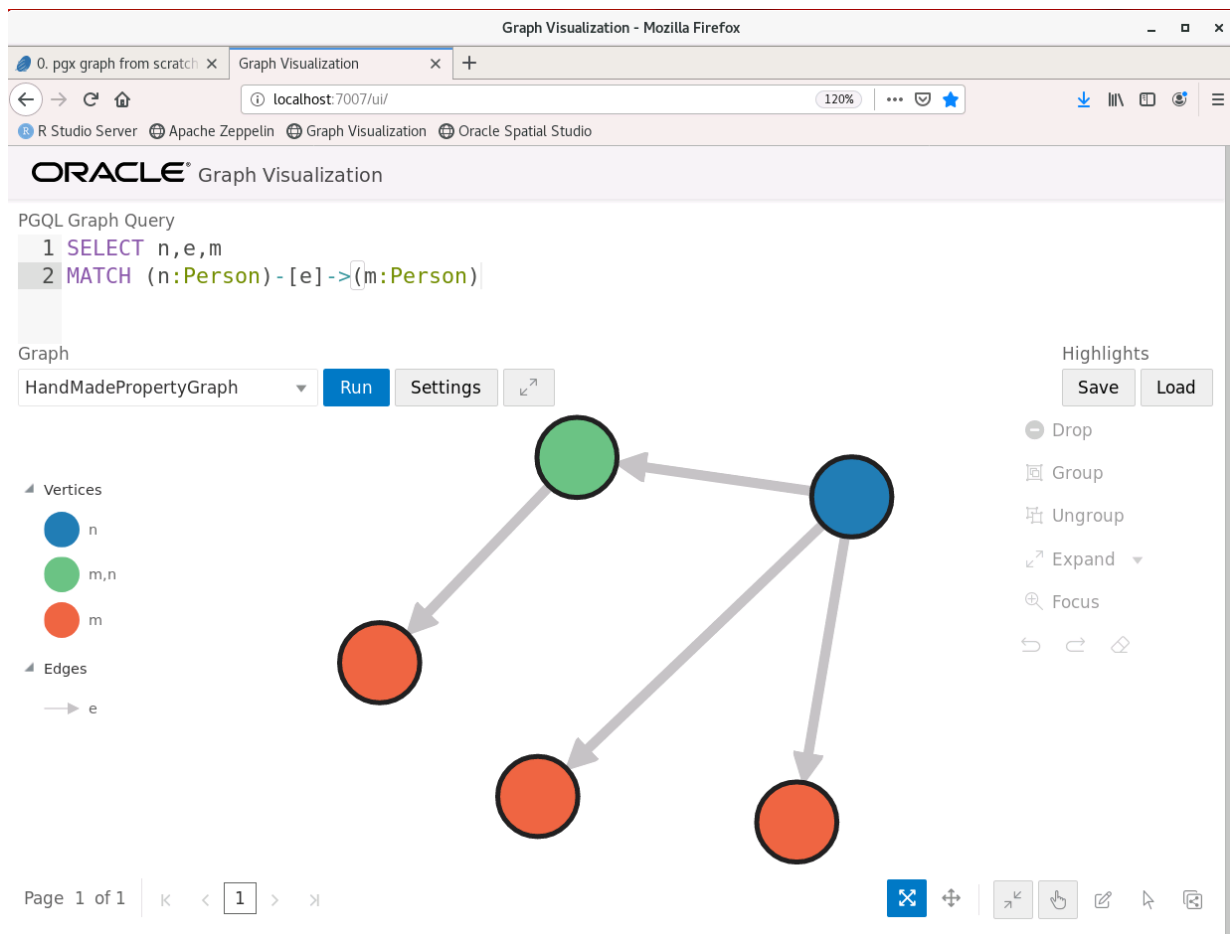 Graph Visualization - Mozilla Firefox
0. pgx graph from scratch
Graph Visualization
localhost:7007/ui/
120%
R Studio Server Apache Zeppelin Graph Visualization Oracle Spatial Studio
ORACLE® Graph Visualization
PGQL Graph Query
1 SELECT n,e,m
2 MATCH (n:Person)-[e]->(m:Person)
Graph
Highlights
HandMadePropertyGraph Run Settings
Save Load
Drop
Group
Ungroup
Expand
Focus
Vertices
n
m,n
m
Edges
e
Page 1 of 1
1